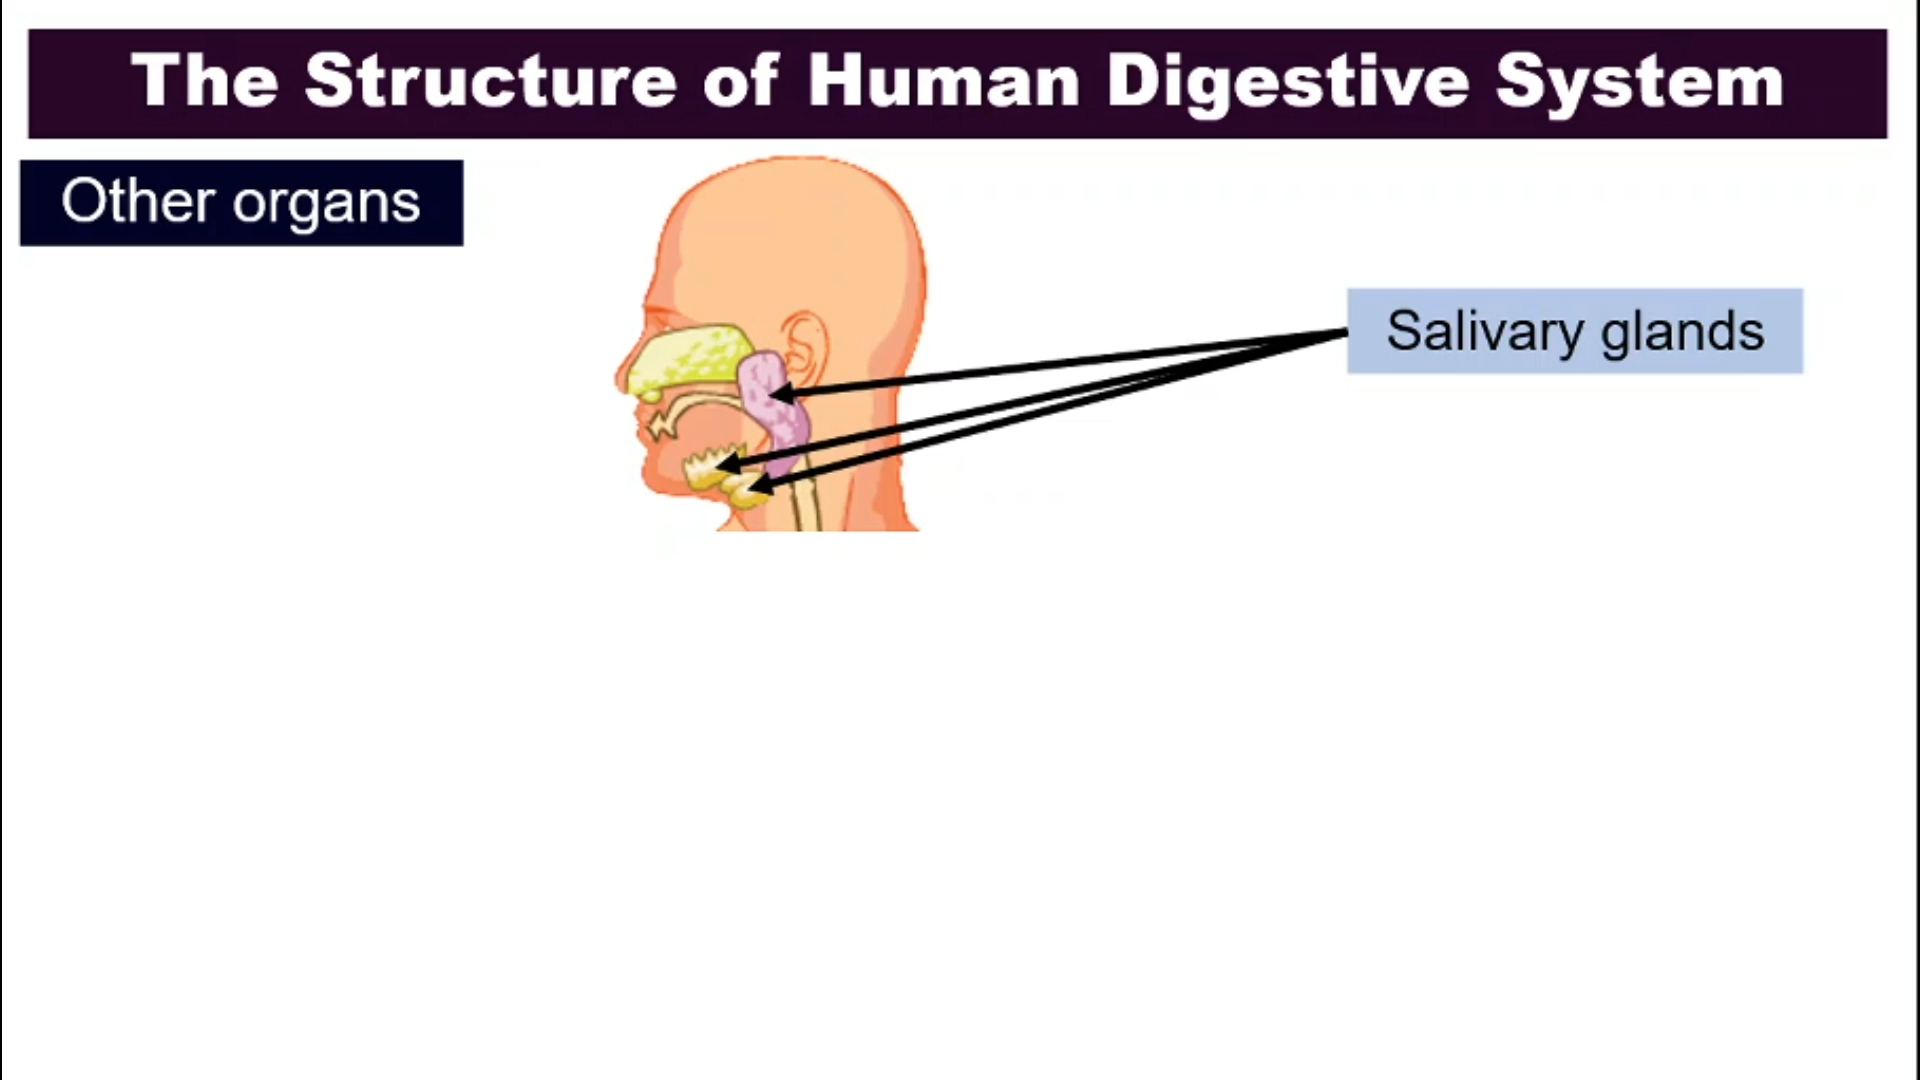 The Structure of Human Digestive System
Other organs
Salivary glands